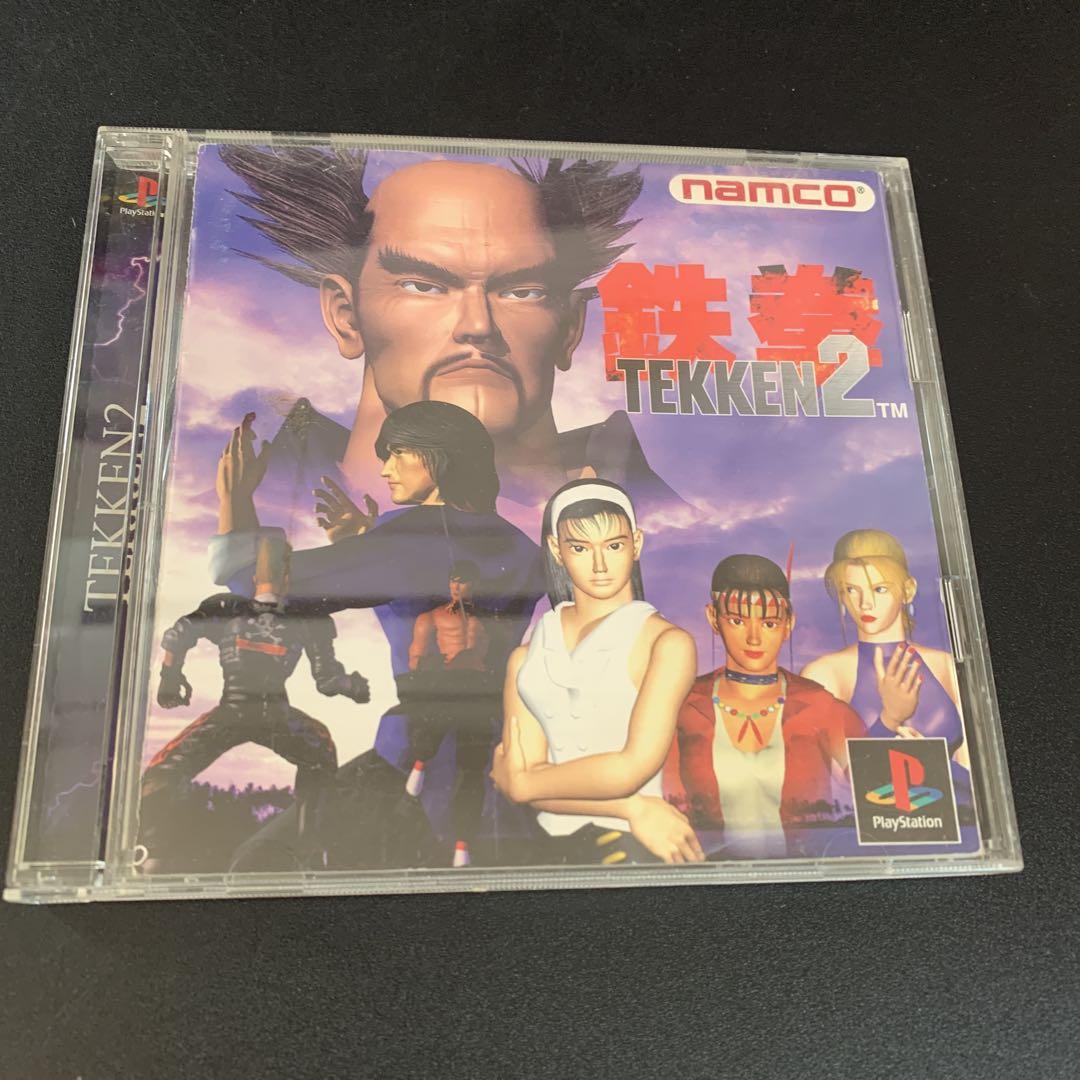 PlayStation
TEKKEN2
namco®
鉄拳
TEKKEN2™
PlayStation